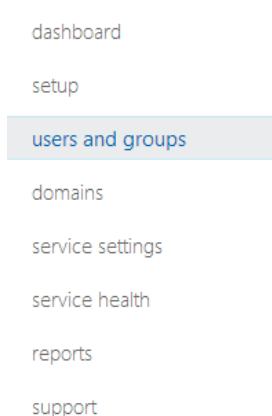 dashboard
setup
users and groups
domains
service settings
service health
reports
support